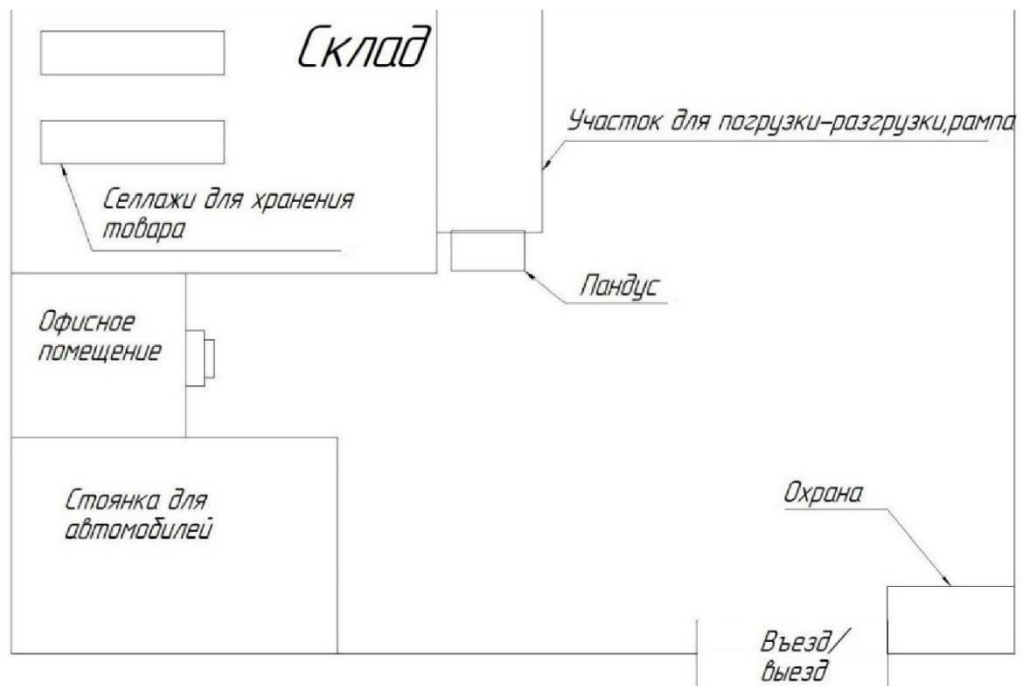 Склад
Участок для погрузки-разгрузки,рампа
Селлажи для хранения
товара
Пандус
Офисное
помещение
Стоянка для
автомобилей
Охрана
Въезд/
выезд